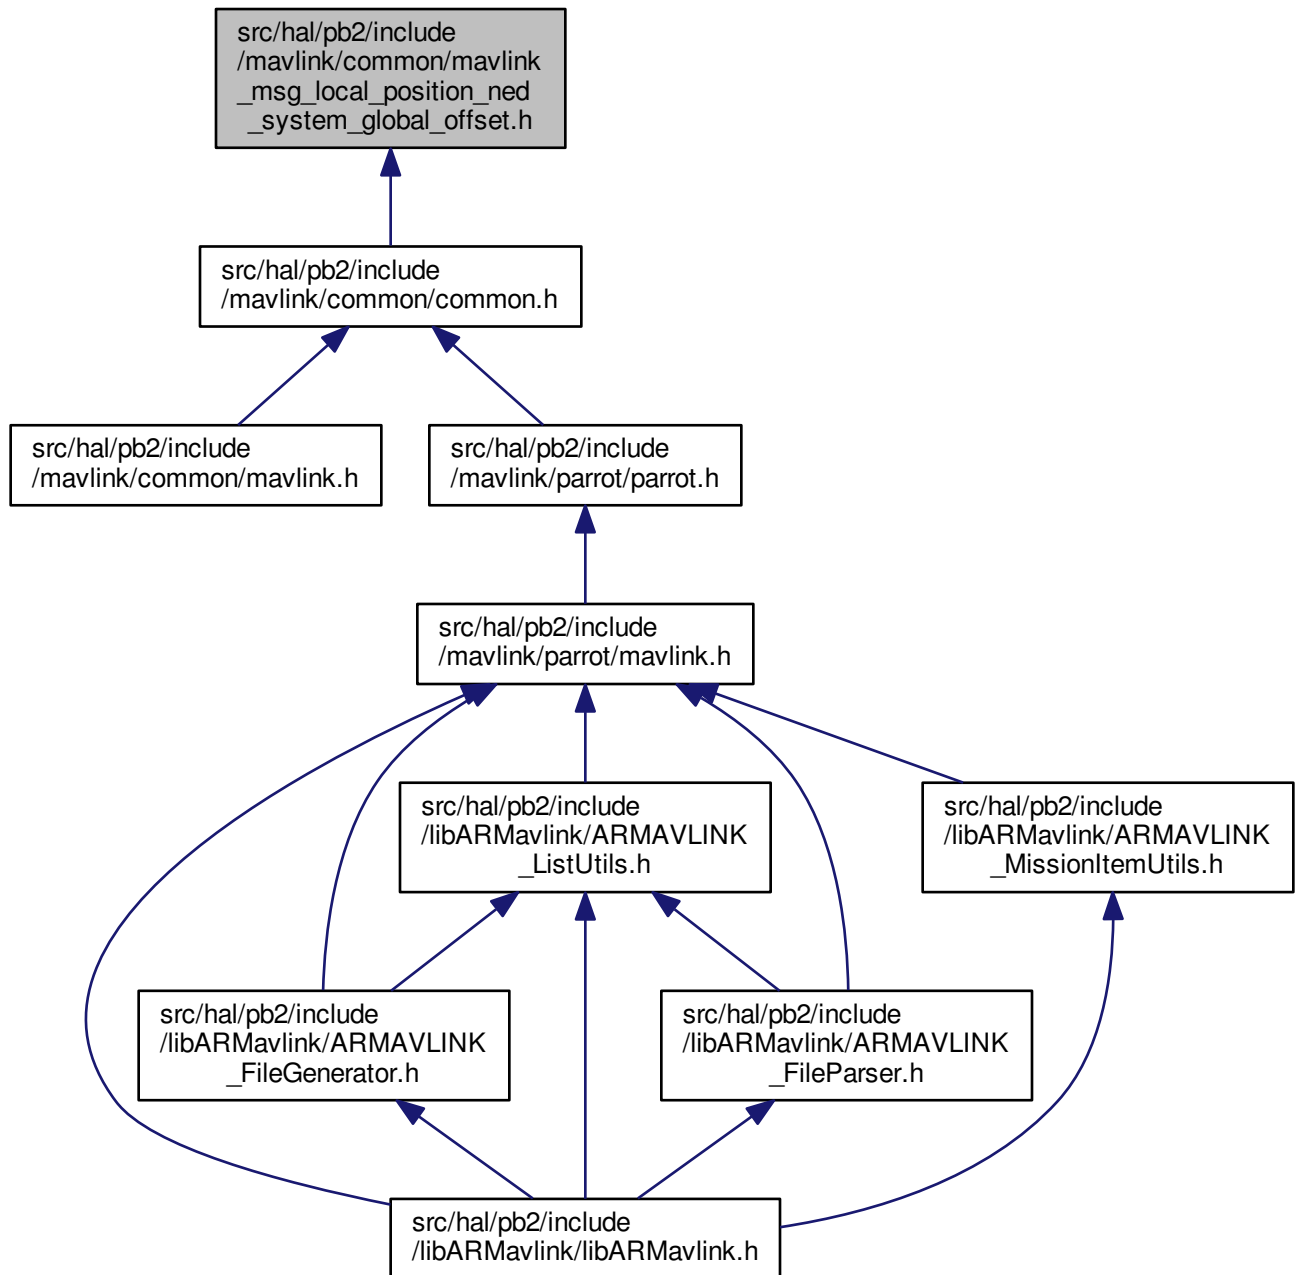 src/hal/pb2/include
/mavlink/common/mavlink
_msg_local_position_ned
_system_global_offset.h
src/hal/pb2/include
/mavlink/common/common.h
src/hal/pb2/include
/mavlink/common/mavlink.h
src/hal/pb2/include
/mavlink/parrot/parrot.h
src/hal/pb2/include
/mavlink/parrot/mavlink.h
src/hal/pb2/include
/libARMavlink/ARMAVLINK
_ListUtils.h
src/hal/pb2/include
/libARMavlink/ARMAVLINK
_MissionItemUtils.h
src/hal/pb2/include
/libARMavlink/ARMAVLINK
_FileGenerator.h
src/hal/pb2/include
/libARMavlink/ARMAVLINK
_FileParser.h
src/hal/pb2/include
/libARMavlink/libARMavlink.h